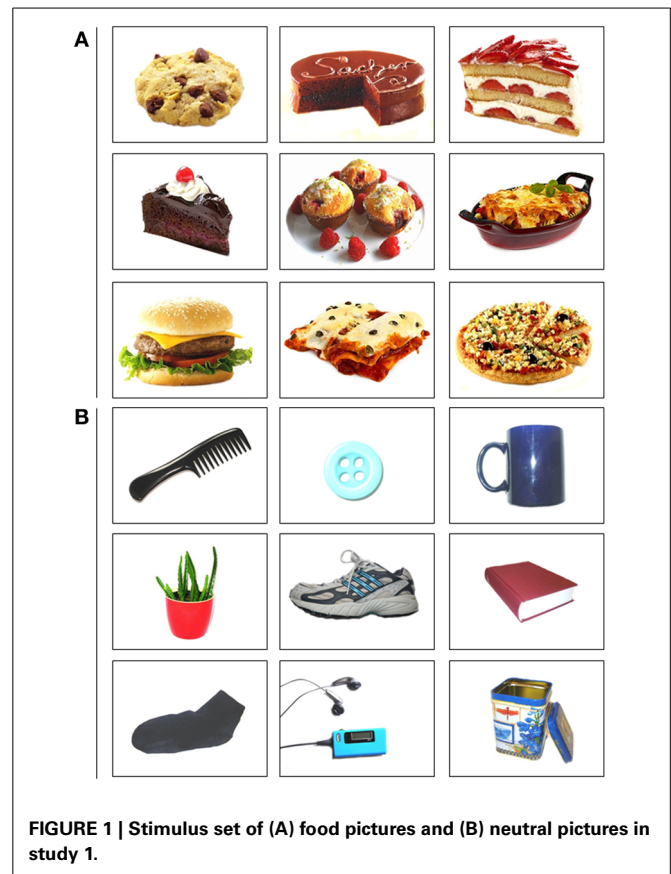 A
Sacher
B
FIGURE 1 | Stimulus set of (A) food pictures and (B) neutral pictures in
study 1.